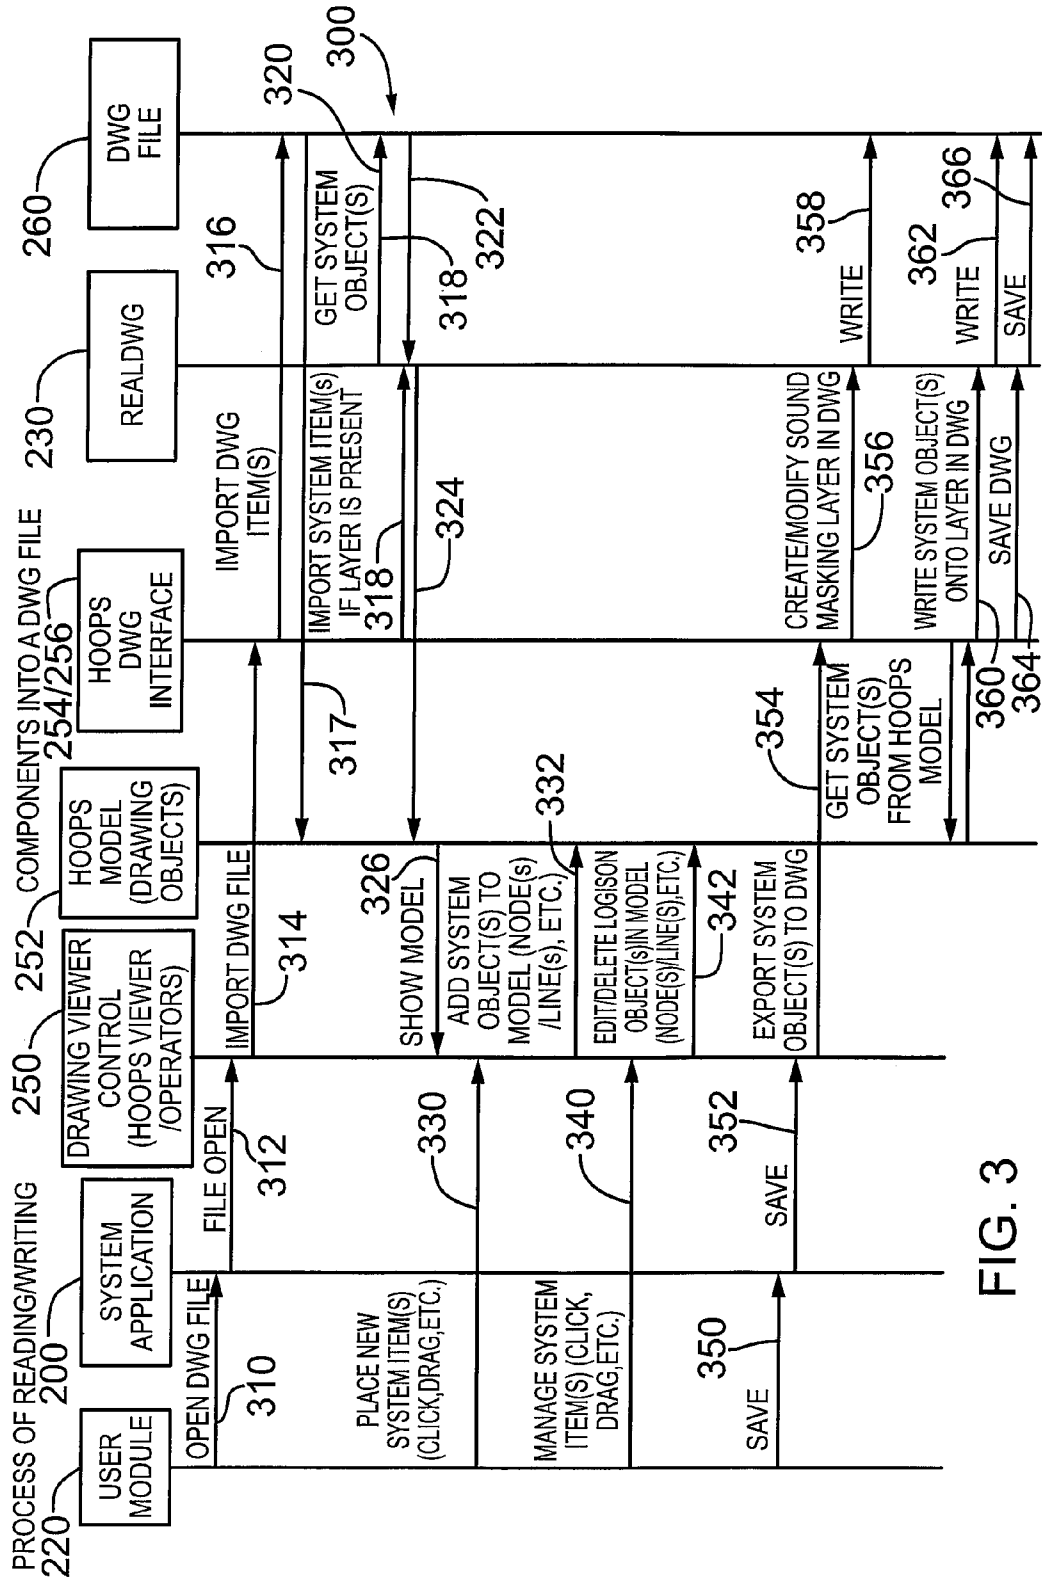 PROCESS OF READING/WRITING COMPONENTS INTO A DWG FILE
220
USER
MODULE
200
SYSTEM
APPLICATION
250
DRAWING VIEWER
CONTROL
(HOOPS VIEWER
/OPERATORS)
252
HOOPS
MODEL
(DRAWING
OBJECTS)
254/256
HOOPS
DWG
INTERFACE
230
REALDWG
260
DWG
FILE
OPEN DWG FILE
310
FILE OPEN
312
IMPORT DWG FILE
314
IMPORT DWG
ITEM(S)
316
317
IMPORT SYSTEM ITEM(s)
IF LAYER IS PRESENT
318
GET SYSTEM
OBJECT(S)
320
300
318
322
324
SHOW MODEL
326
PLACE NEW
SYSTEM ITEM(S)
(CLICK,DRAG,ETC.)
330
ADD SYSTEM
OBJECT(S) TO
MODEL (NODE(s)
/LINE(s), ETC.)
332
MANAGE SYSTEM
ITEM(S) (CLICK,
DRAG,ETC.)
340
EDIT/DELETE LOGISON
OBJECT(s)IN MODEL
(NODE(S)/LINE(S),ETC.)
342
SAVE
350
SAVE
352
EXPORT SYSTEM
OBJECT(S) TO DWG
354
GET SYSTEM
OBJECT(S)
FROM HOOPS
MODEL
CREATE/MODIFY SOUND
MASKING LAYER IN DWG
356
WRITE
358
WRITE SYSTEM OBJECT(S)
ONTO LAYER IN DWG
360
WRITE
362
SAVE DWG
364
SAVE
366
FIG. 3